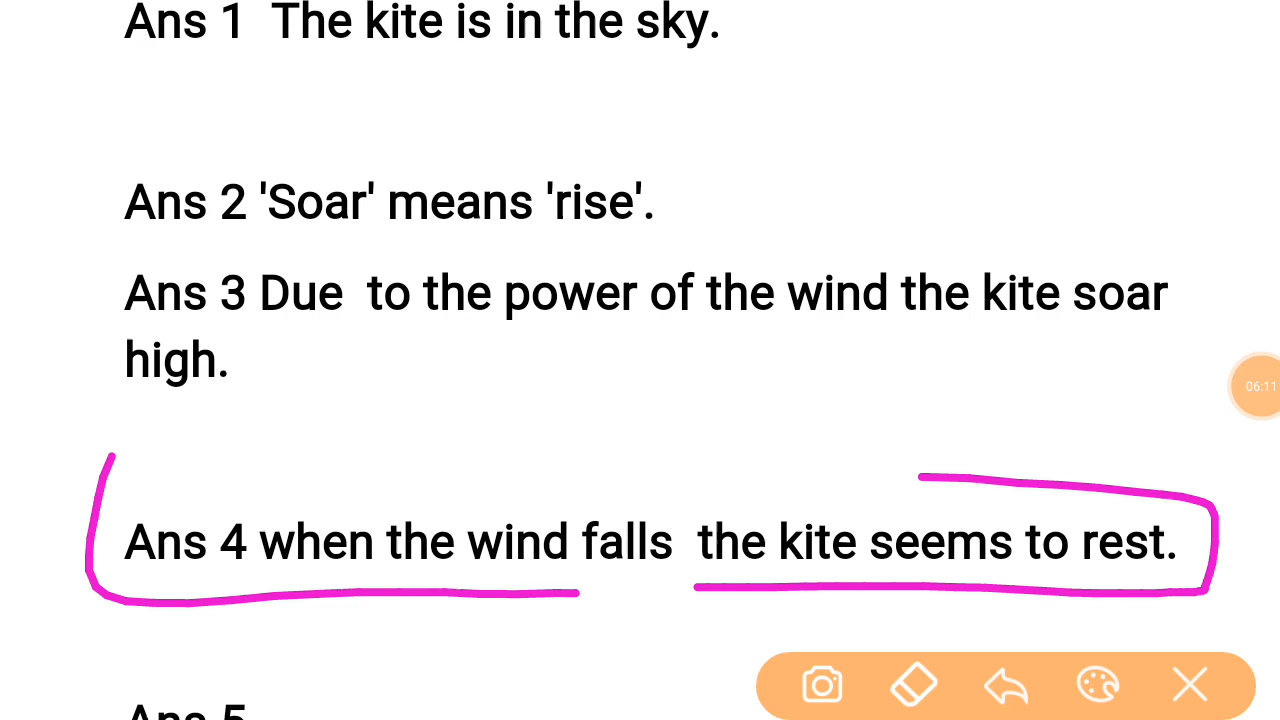 Ans 1  The kite is in the sky.
Ans 2 'Soar' means 'rise'.
Ans 3 Due  to the power of the wind the kite soar
high.
06:11
Ans 4 when the wind falls  the kite seems to rest.
Ans 5